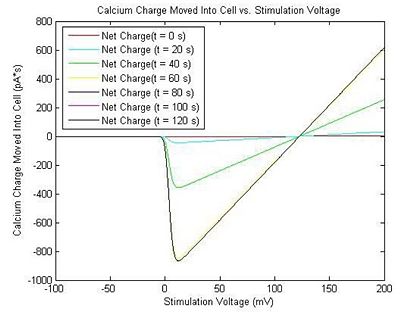 Calcium Charge Moved Into Cell vs. Stimulation Voltage
800
600
400
200
0
-200
-400
-600
-800
-1000
Calcium Charge Moved Into Cell (pA*s)
Net Charge(t = 0 s)
Net Charge (t = 20 s)
Net Charge (t = 40 s)
Net Charge (t = 60 s)
Net Charge (t = 80 s)
Net Charge (t = 100 s)
Net Charge (t = 120 s)
-100
-50
0
50
100
150
200
Stimulation Voltage (mV)